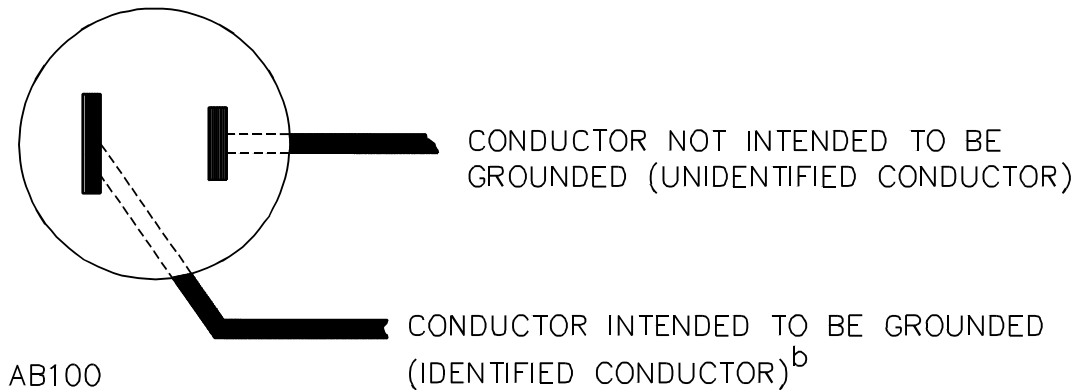 CONDUCTOR NOT INTENDED TO BE
GROUNDED (UNIDENTIFIED CONDUCTOR)
CONDUCTOR INTENDED TO BE GROUNDED
(IDENTIFIED CONDUCTOR)b
AB100